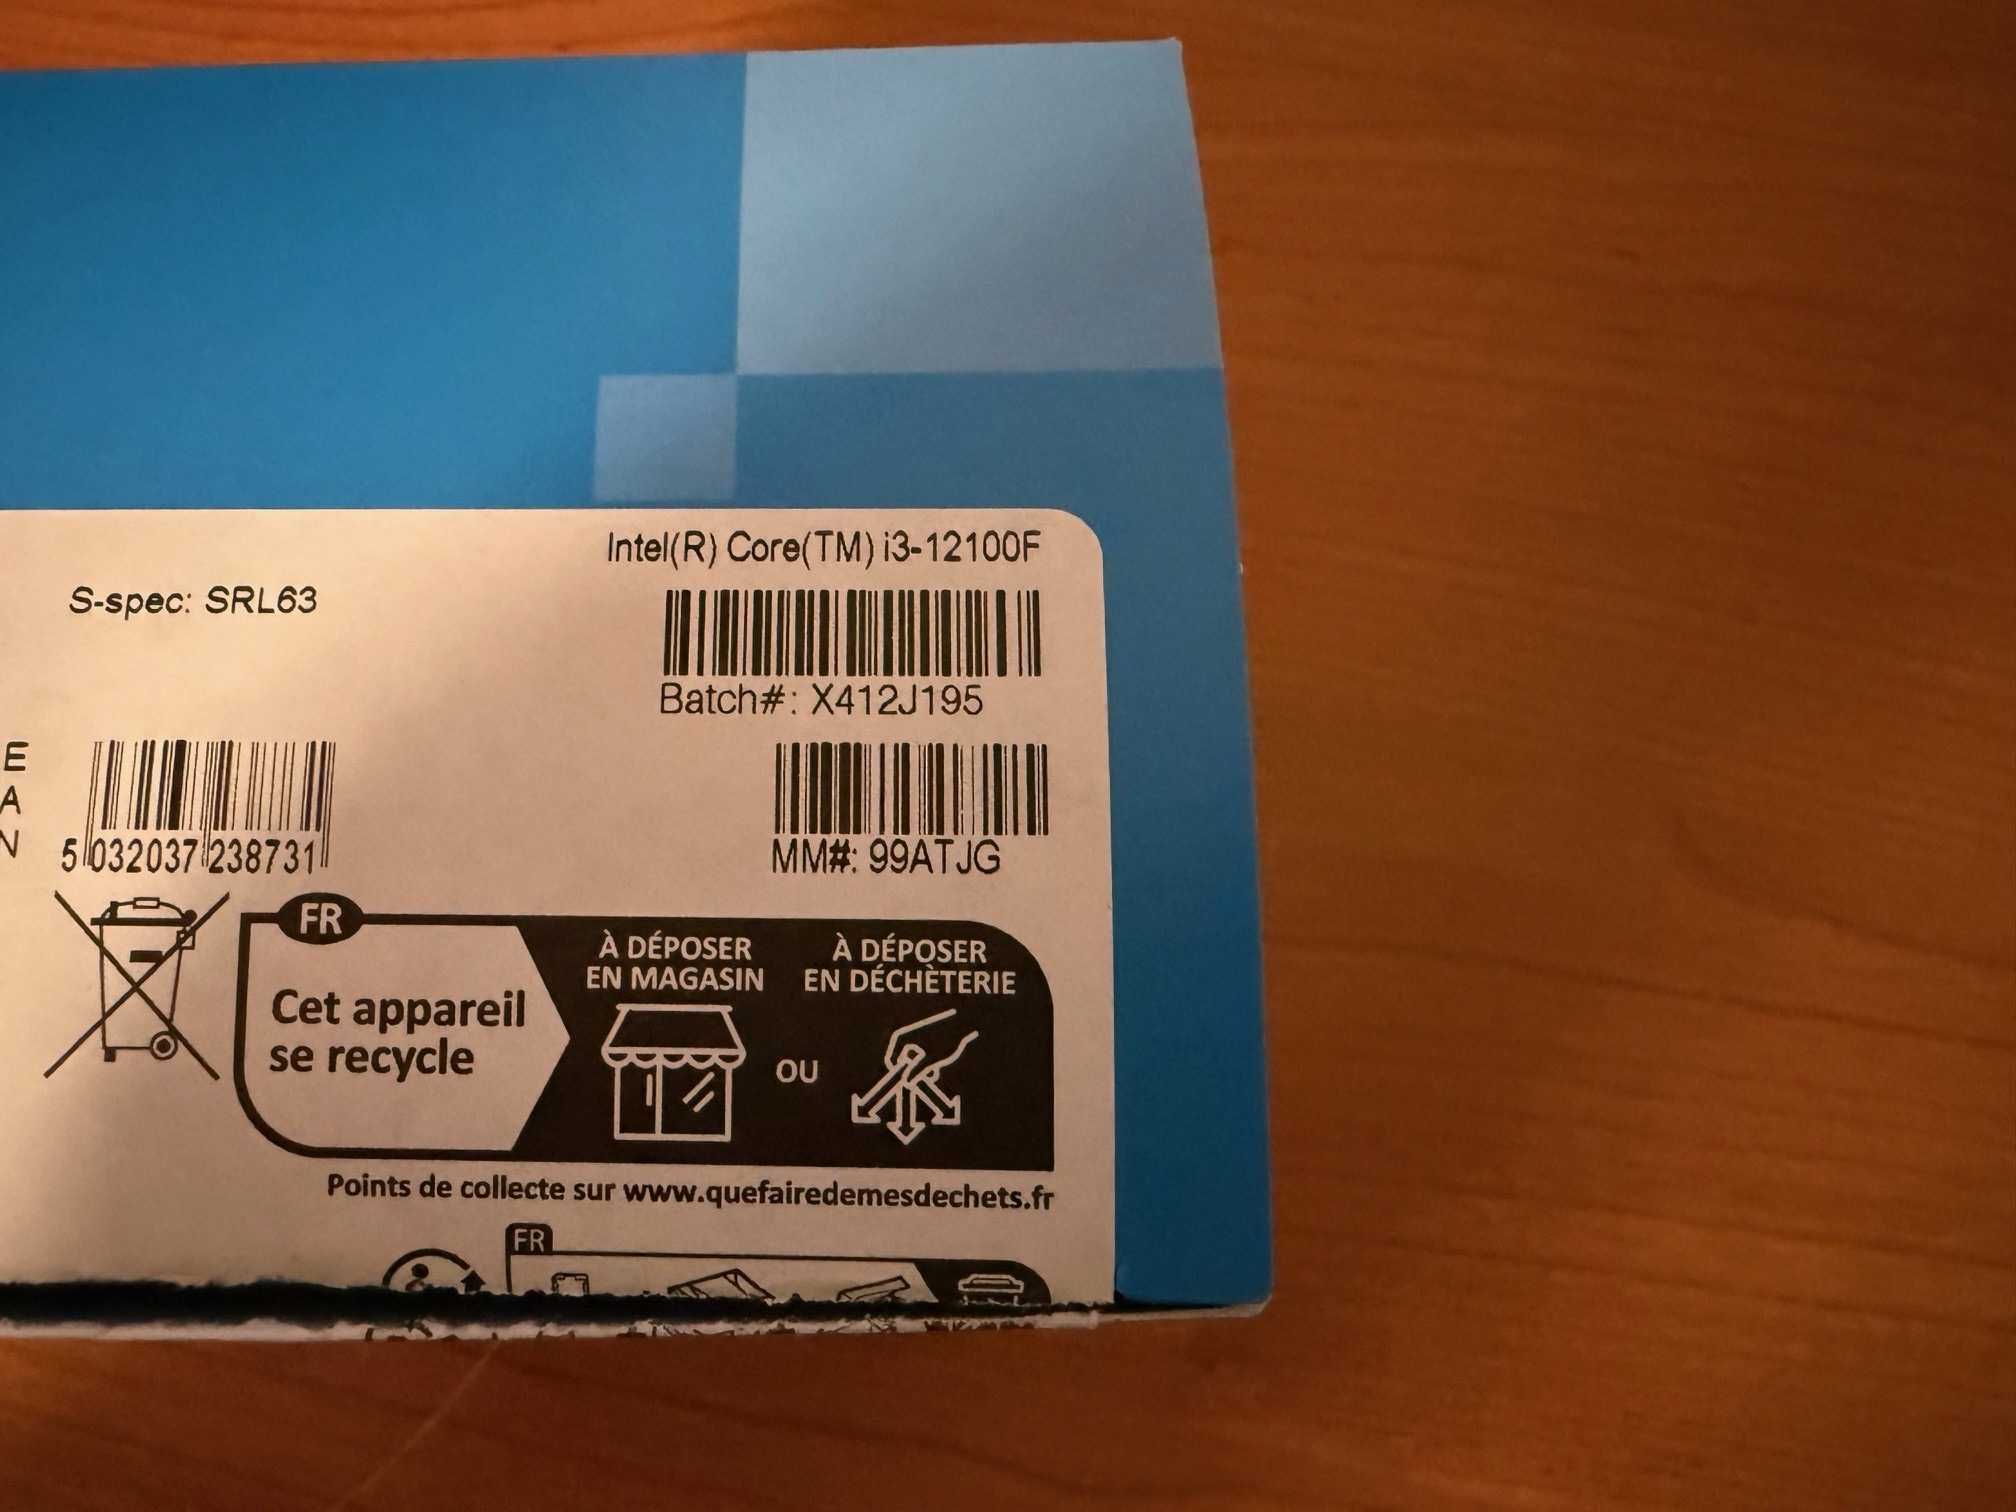 Intel(R) Core(TM) i3-12100F
S-spec: SRL63
Batch#: X412J195
E
A
N
5 032037 238731
MM#: 99ATJG
FR
Cet appareil
se recycle
À DÉPOSER
EN MAGASIN
OU
À DÉPOSER
EN DÉCHÈTERIE
Points de collecte sur www.quefairedemesdechets.fr
FR